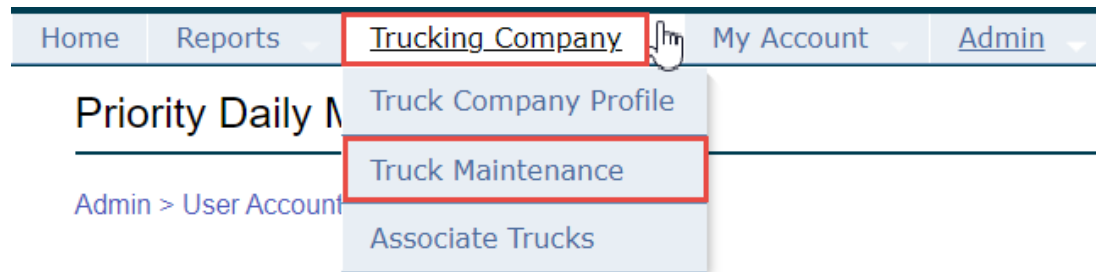 Home Reports Trucking Company My Account Admin
Truck Company Profile
Priority Daily
Truck Maintenance
Admin > User Account
Associate Trucks